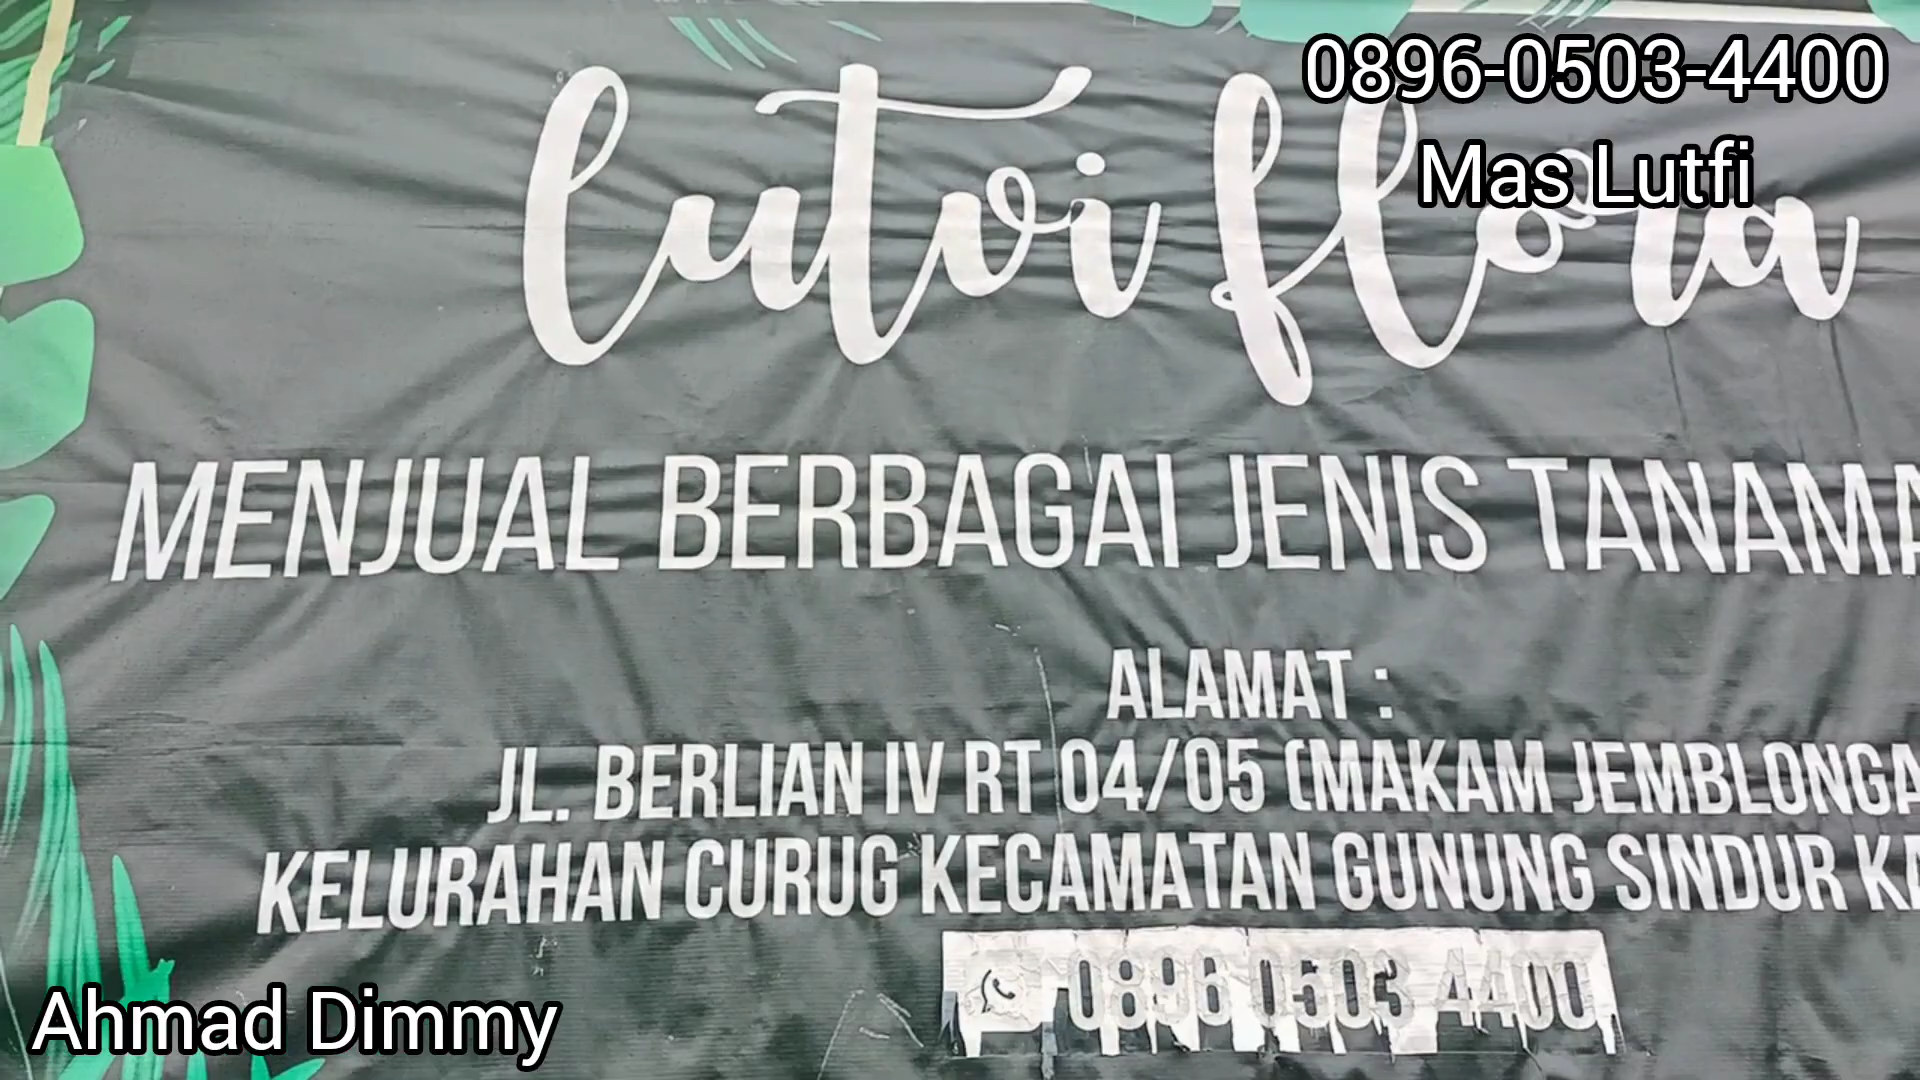 0896-0503-4400
Mas Lutfi
lutvi flora
MENJUAL BERBAGAI JENIS
ALAMAT :
JL. BERLIAN IV RT 04/05 (MAKAM
KELURAHAN CURUG KECAMATAN GUNUNG SINDUR
0896 0503 4400
Ahmad Dimmy